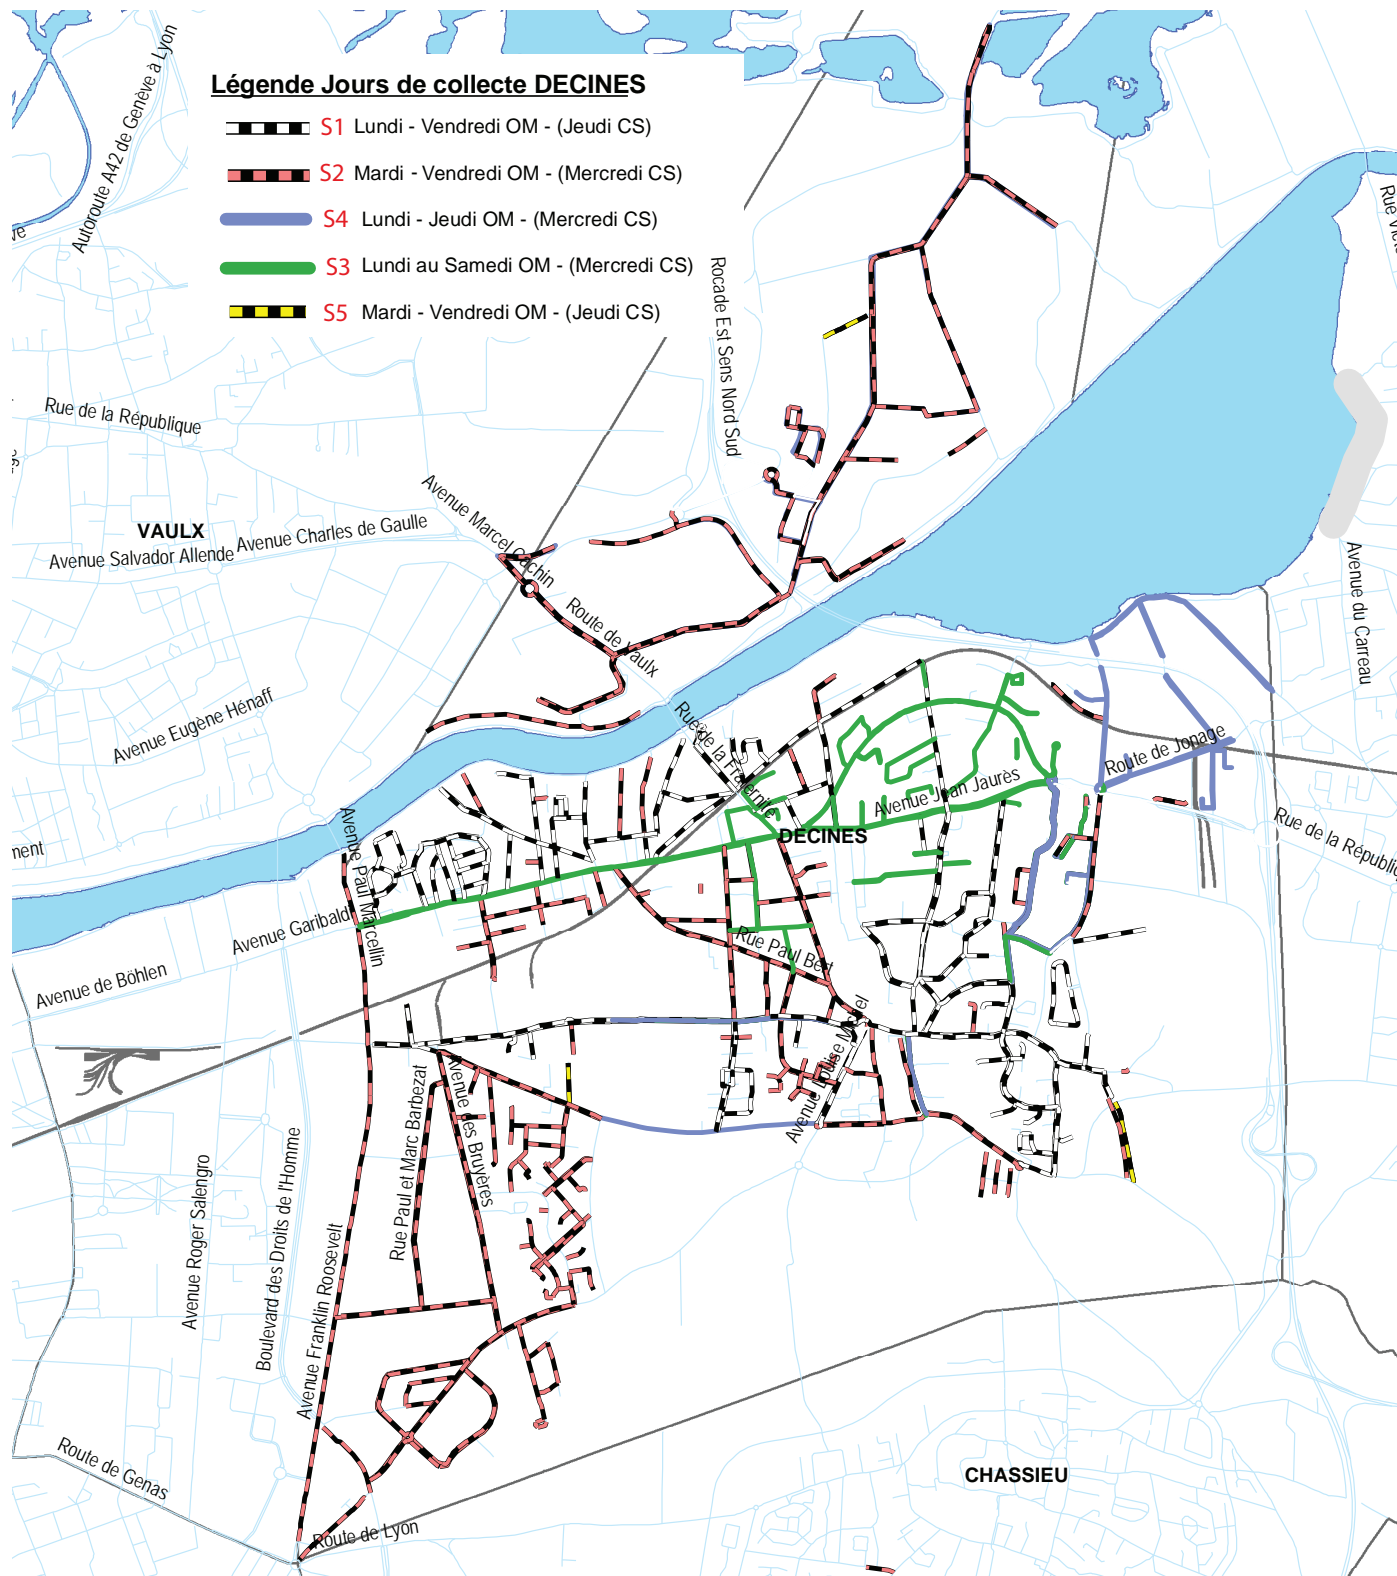 Légende Jours de collecte DECINES
S1 Lundi - Vendredi OM - (Jeudi CS)
S2 Mardi - Vendredi OM - (Mercredi CS)
S4 Lundi - Jeudi OM - (Mercredi CS)
S3 Lundi au Samedi OM - (Mercredi CS)
S5 Mardi - Vendredi OM - (Jeudi CS)
Autoroute A42 de Genève à Lyon
Rocade Est Sens Nord Sud
Rue de la République
Avenue Marcel Cachin
VAULX
Avenue Charles de Gaulle
Avenue Salvador Allende
Route de Vaulx
Avenue du Carreau
Avenue Eugène Hénaff
Rue de la Fraternité
Route de Jonage
Avenue Jean Jaurès
DECINES
Rue de la Républiq
Avenue Paul Marcellin
Avenue Garibaldi
Rue Paul Bert
Avenue de Böhlen
Avenue Louise Michel
Avenue des Bruyères
Rue Paul et Marc Barbezat
Avenue Roger Salengro
Boulevard des Droits de l'Homme
Avenue Franklin Roosevelt
Route de Genas
Route de Lyon
CHASSIEU